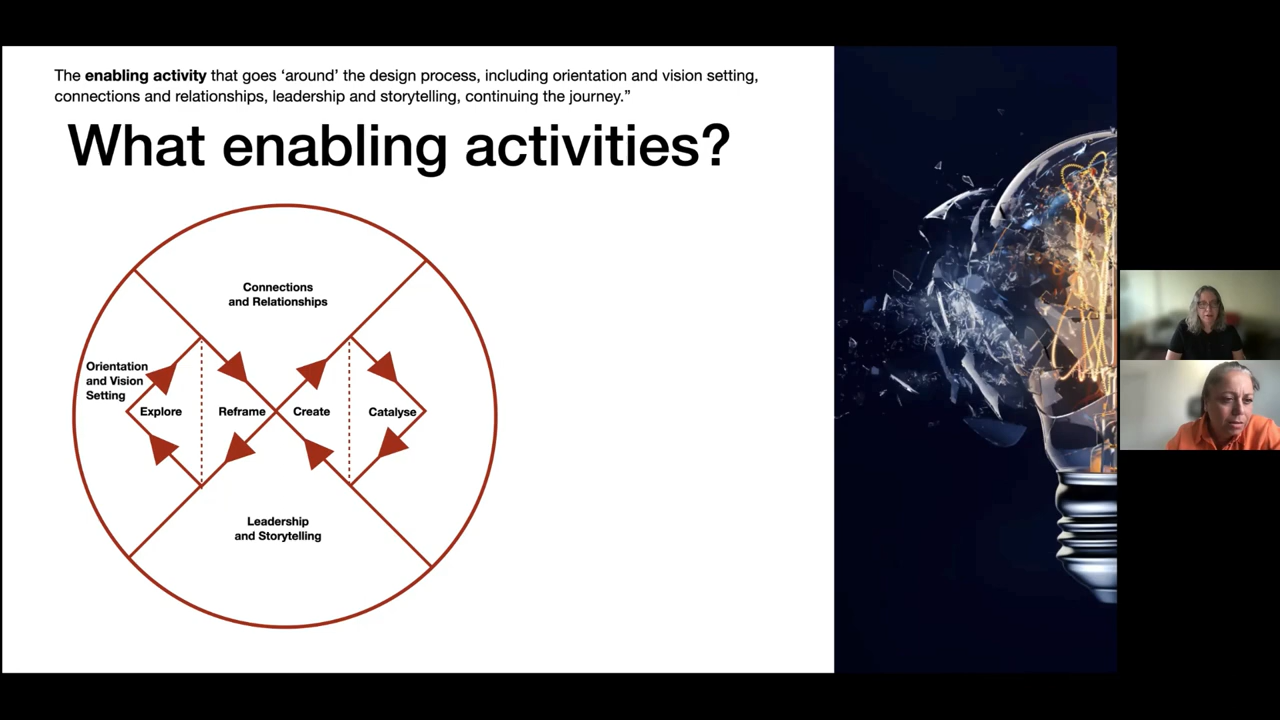 The enabling activity that goes ‘around’ the design process, including orientation and vision setting,
connections and relationships, leadership and storytelling, continuing the journey.”
What enabling activities?
Connections
and Relationships
Orientation
and Vision
Setting
Explore
Reframe
Create
Catalyse
Leadership
and Storytelling